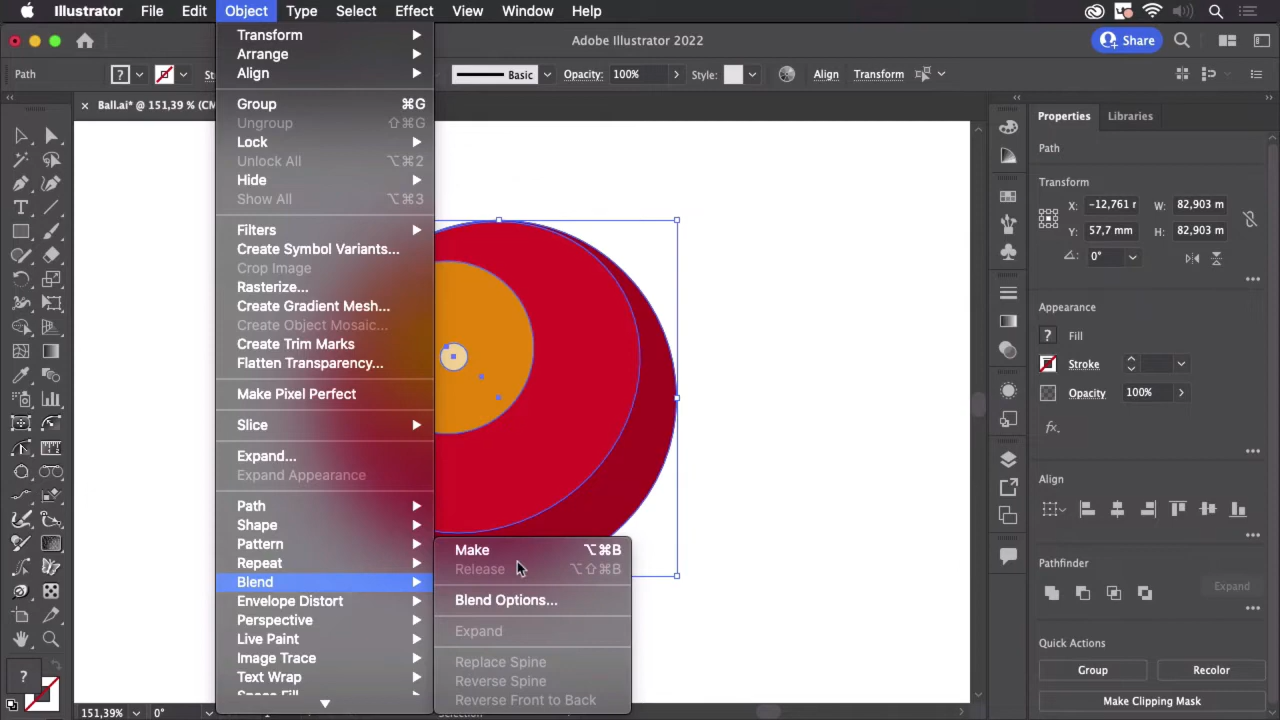 Illustrator File Edit Object Type Select Effect View Window Help
Adobe Illustrator 2022
Share
Path ? Basic Opacity: 100% Style: Align Transform
× Ball.ai* @ 151,39 % (CM
Transform
Arrange
Align
Group ⌘G
Ungroup ⇧⌘G
Lock
Unlock All ⌥⌘2
Hide
Show All ⌥⌘3
Filters
Create Symbol Variants...
Crop Image
Rasterize...
Create Gradient Mesh...
Create Object Mosaic...
Create Trim Marks
Flatten Transparency...
Make Pixel Perfect
Slice
Expand...
Expand Appearance
Path
Shape
Pattern
Repeat
Blend
Envelope Distort
Perspective
Live Paint
Image Trace
Text Wrap
Make ⌥⌘B
Release ⌥⇧⌘B
Blend Options...
Expand
Replace Spine
Reverse Spine
Reverse Front to Back
Properties Libraries
Path
Transform
X: -12,761 W: 82,903 m
Y: 57,7 mm H: 82,903 m
0°
Appearance
? Fill
Stroke
Opacity 100%
fx.
Align
Pathfinder
Expand
Quick Actions
Group Recolor
Make Clipping Mask
?
151,39% 0°